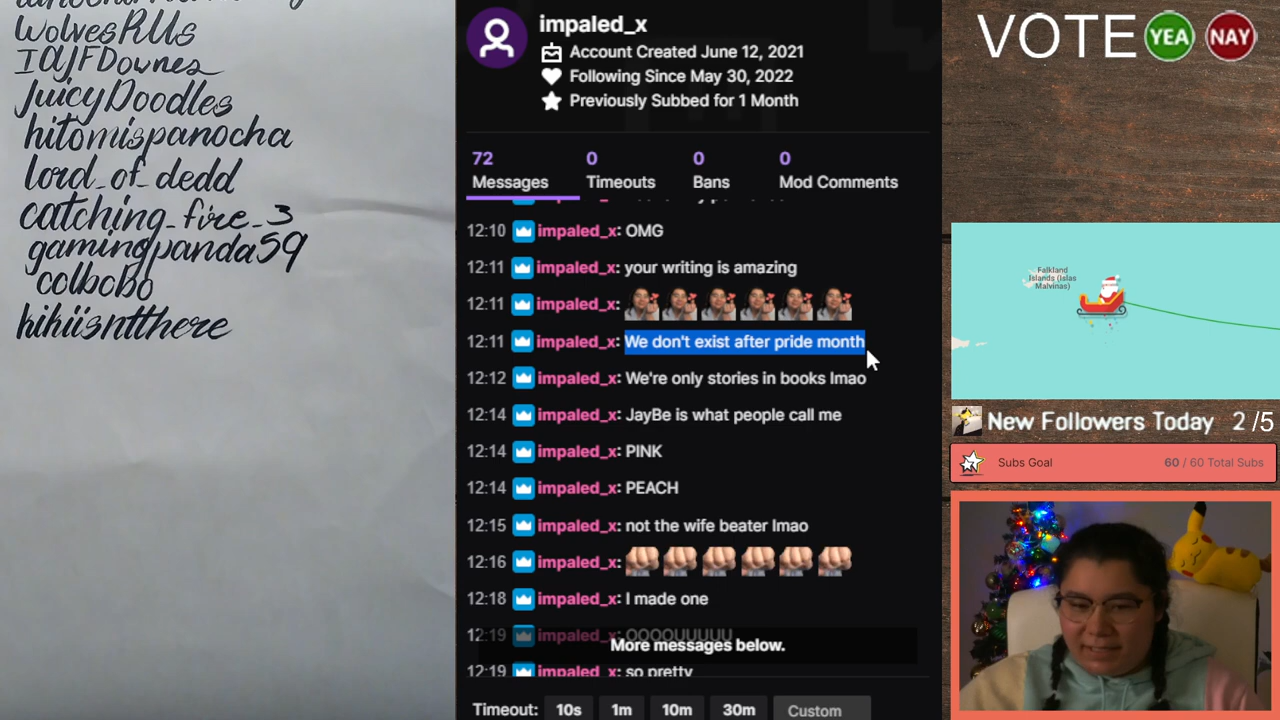 WolvesRUs
IAJFDownes
JuicyDoodles
hitomispanocha
lord_of_dedd
catching_fire_3
gamingpanda59
colbobo
kikiisntthere
impaled_x
Account Created June 12, 2021
Following Since May 30, 2022
Previously Subbed for 1 Month
72 0 0 0
Messages Timeouts Bans Mod Comments
12:10 impaled_x: OMG
12:11 impaled_x: your writing is amazing
12:11 impaled_x:
12:11 impaled_x: We don't exist after pride month
12:12 impaled_x: We're only stories in books lmao
12:14 impaled_x: JayBe is what people call me
12:14 impaled_x: PINK
12:14 impaled_x: PEACH
12:15 impaled_x: not the wife beater lmao
12:16 impaled_x:
12:18 impaled_x: I made one
12:19 impaled_x: OOOOUUUUU
More messages below.
12:19 impaled_x: so pretty
Timeout: 10s 1m 10m 30m Custom
VOTE YEA NAY
Falkland
Islands (Islas
Malvinas)
New Followers Today 2 /5
Subs Goal 60 / 60 Total Subs